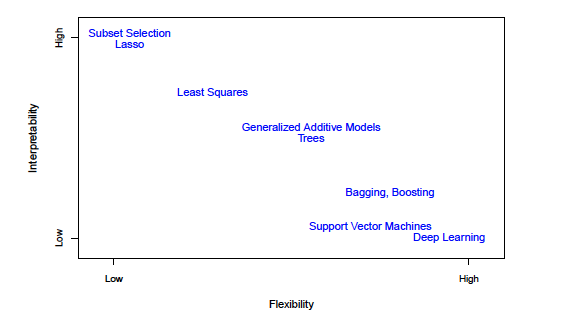 High
Subset Selection
Lasso
Least Squares
Interpretability
Generalized Additive Models
Trees
Bagging, Boosting
Support Vector Machines
Low
Deep Learning
Low
High
Flexibility